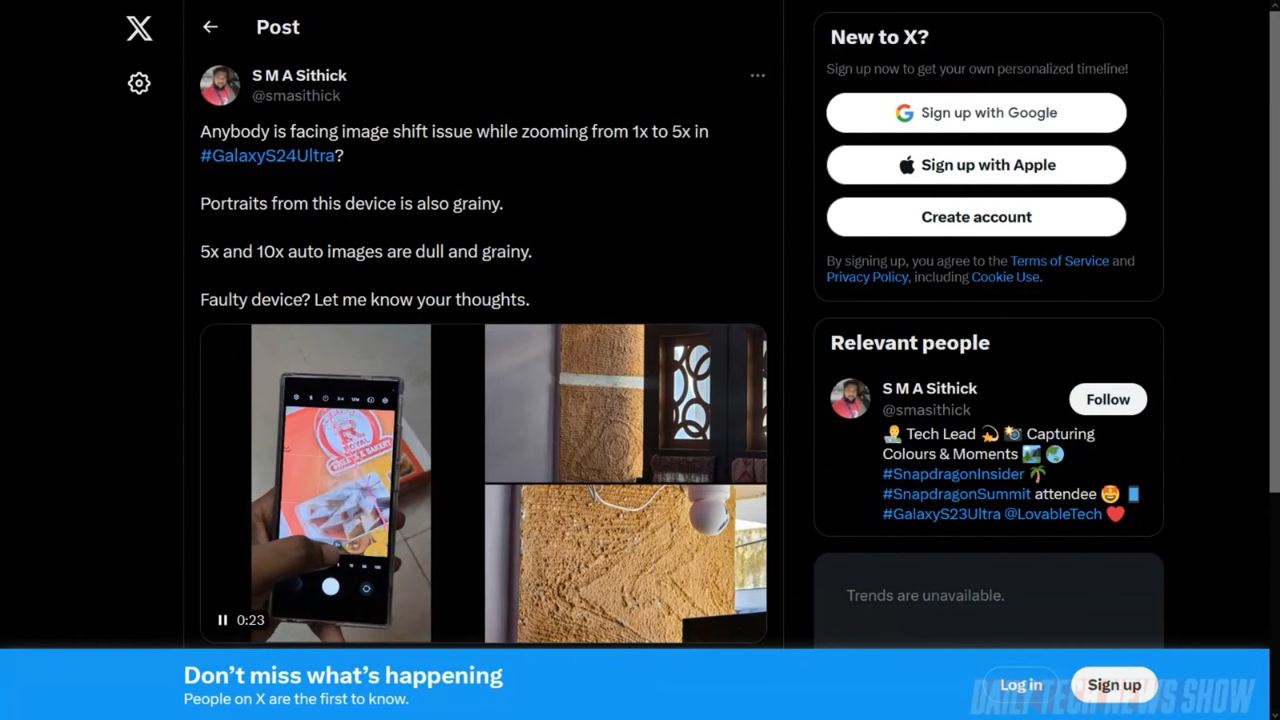 Post
S M A Sithick
@smasithick
Anybody is facing image shift issue while zooming from 1x to 5x in
#GalaxyS24Ultra?
Portraits from this device is also grainy.
5x and 10x auto images are dull and grainy.
Faulty device? Let me know your thoughts.
ROYAL
0:23
New to X?
Sign up now to get your own personalized timeline!
Sign up with Google
Sign up with Apple
Create account
By signing up, you agree to the Terms of Service and
Privacy Policy, including Cookie Use.
Relevant people
S M A Sithick
@smasithick
Follow
Tech Lead Capturing
Colours & Moments
#SnapdragonInsider
#SnapdragonSummit attendee
#GalaxyS23Ultra @LovableTech
Trends are unavailable.
Don’t miss what’s happening
People on X are the first to know.
Log in
Sign up
DAILY TECH NEWS SHOW